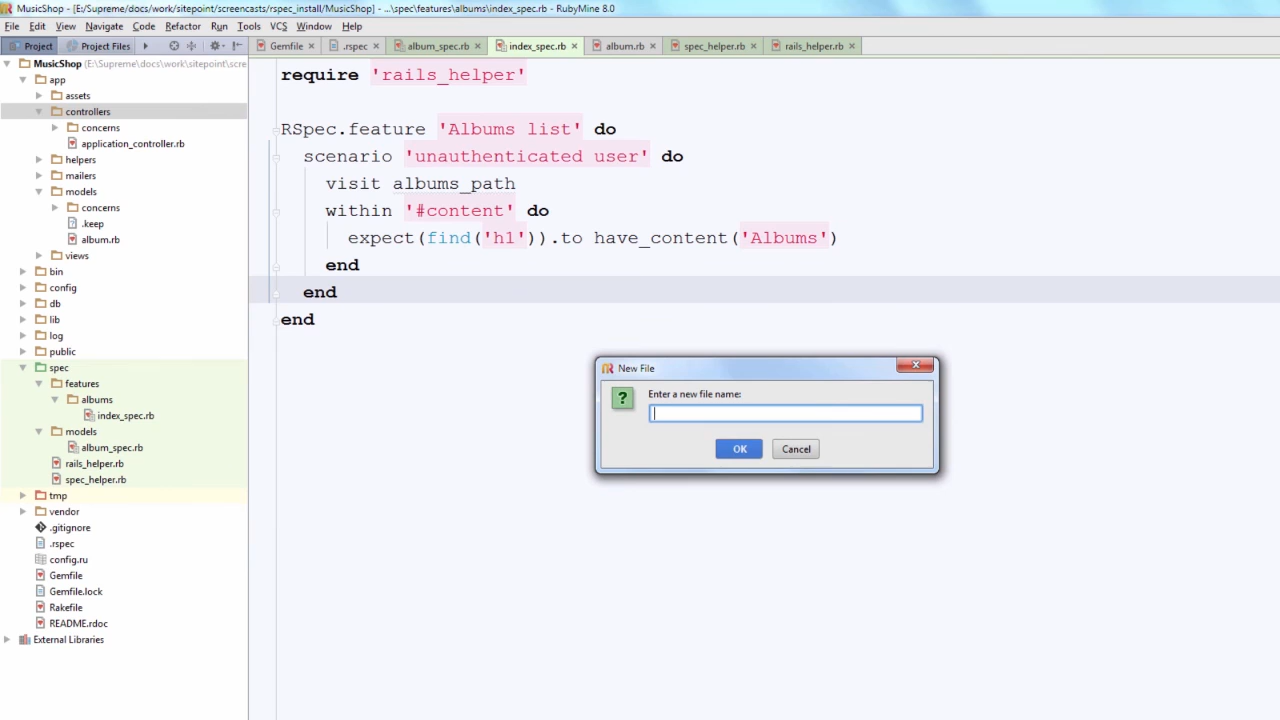 MusicShop - [E:/Supreme/docs/work/sitepoint/screencasts/rspec_install/MusicShop] - ...\spec\features\albums\index_spec.rb - RubyMine 8.0
File Edit View Navigate Code Refactor Run Tools VCS Window Help
Project Project Files Gemfile .rspec album_spec.rb index_spec.rb album.rb spec_helper.rb rails_helper.rb
MusicShop (E:/Supreme/docs/work/sitepoint/scree
app
assets
controllers
concerns
application_controller.rb
helpers
mailers
models
concerns
.keep
album.rb
views
bin
config
db
lib
log
public
spec
features
albums
index_spec.rb
models
album_spec.rb
rails_helper.rb
spec_helper.rb
tmp
vendor
.gitignore
.rspec
config.ru
Gemfile
Gemfile.lock
Rakefile
README.rdoc
External Libraries
require 'rails_helper'
RSpec.feature 'Albums list' do
scenario 'unauthenticated user' do
visit albums_path
within '#content' do
expect(find('h1')).to have_content('Albums')
end
end
end
New File
Enter a new file name:
OK Cancel